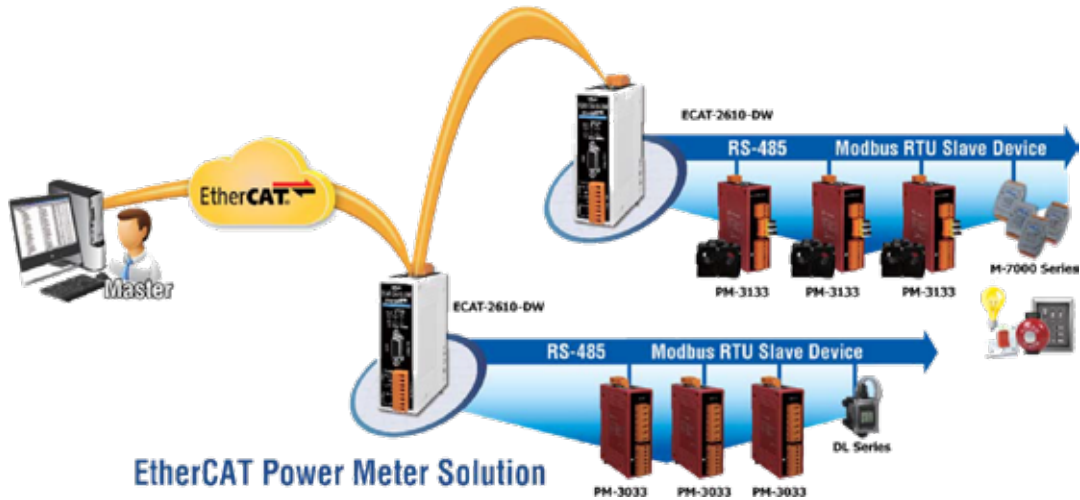 ECAT-2610-DW
RS-485 Modbus RTU Slave Device
EtherCAT
Master
PM-3133 PM-3133 PM-3133
M-7000 Series
ECAT-2610-DW
RS-485 Modbus RTU Slave Device
DL Series
EtherCAT Power Meter Solution
PM-3033 PM-3033 PM-3033